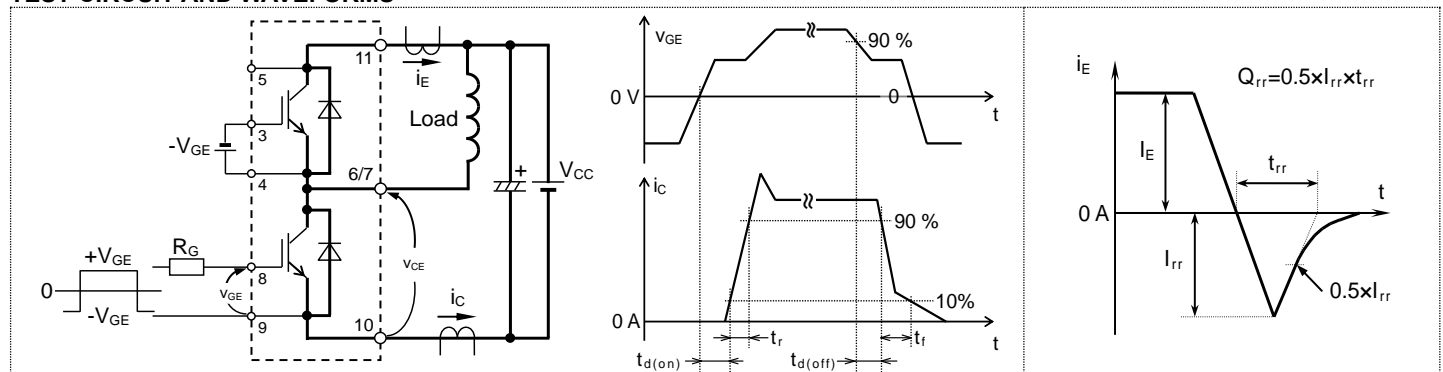 TEST CIRCUIT AND WAVEFORMS
11
5
iE
3
Load
-VGE
4
6/7
+
VCC
+VGE
RG
8
vCE
0
vGE
-VGE
9
10
iC
vGE
90 %
0 V
0
t
iC
90 %
10%
0 A
t
tr
tf
td(on)
td(off)
iE
Qrr=0.5×Irr×trr
IE
trr
t
0 A
Irr
0.5×Irr